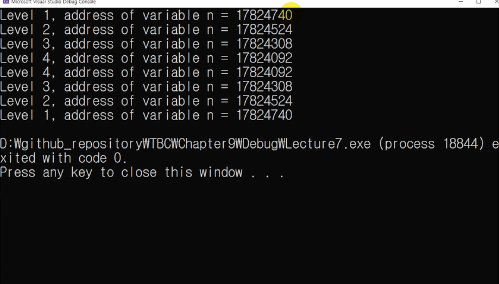 Microsoft Visual Studio Debug Console
Level 1, address of variable n = 17824740
Level 2, address of variable n = 17824524
Level 3, address of variable n = 17824308
Level 4, address of variable n = 17824092
Level 4, address of variable n = 17824092
Level 3, address of variable n = 17824308
Level 2, address of variable n = 17824524
Level 1, address of variable n = 17824740
D:₩github_repository₩TBC₩Chapter9₩Debug₩Lecture7.exe (process 18844) e
xited with code 0.
Press any key to close this window . . .